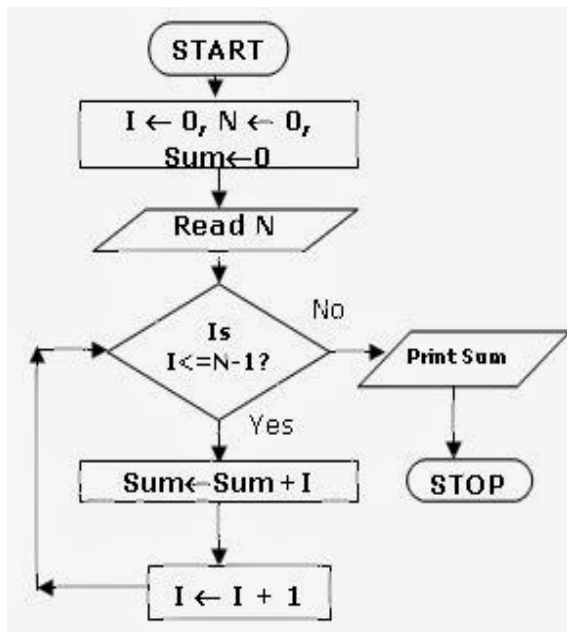 START
I ← 0, N ← 0,
Sum←0
Read N
Is
I<=N-1?
No
Print Sum
Yes
Sum←Sum + I
STOP
I ← I + 1